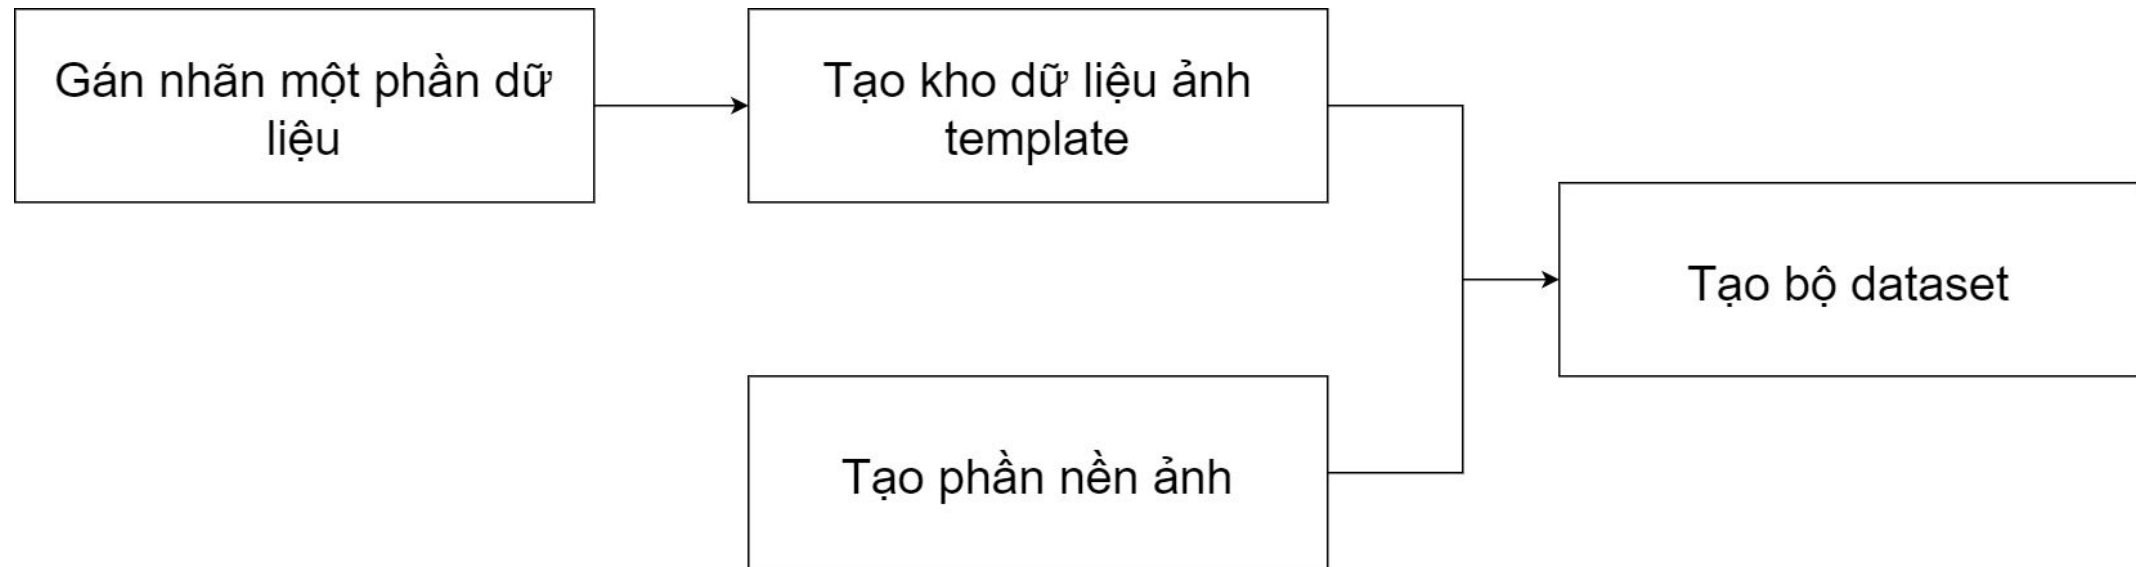 Gán nhãn một phần dữ
liệu
Tạo kho dữ liệu ảnh
template
Tạo bộ dataset
Tạo phần nền ảnh